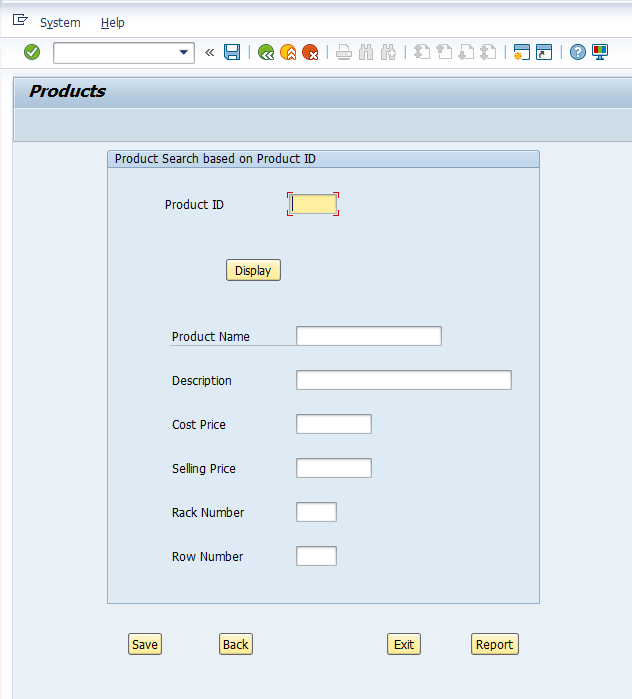 System Help
Products
Product Search based on Product ID
Product ID
Display
Product Name
Description
Cost Price
Selling Price
Rack Number
Row Number
Save Back Exit Report